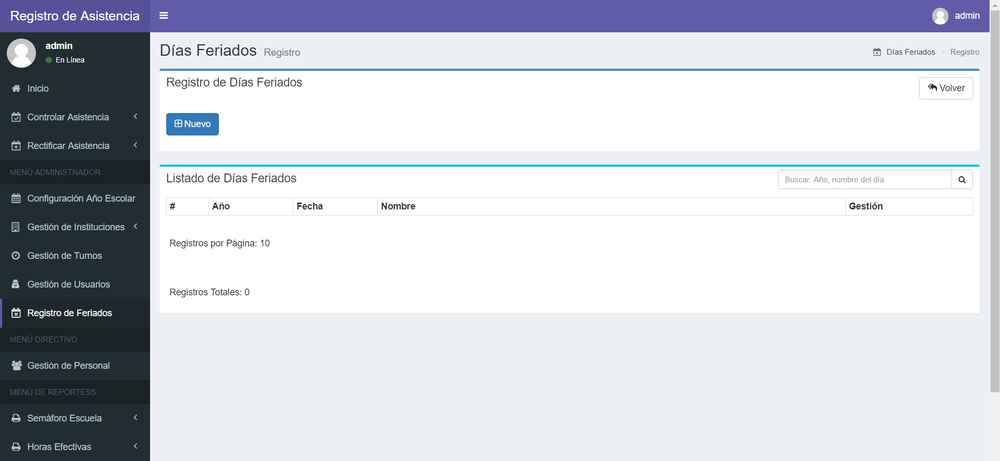 Registro de Asistencia
admin
admin
En Línea
Inicio
Controlar Asistencia
Rectificar Asistencia
MENÚ ADMINISTRADOR
Configuración Año Escolar
Gestión de Instituciones
Gestión de Turnos
Gestión de Usuarios
Registro de Feriados
MENÚ DIRECTIVO
Gestión de Personal
MENÚ DE REPORTESS
Semáforo Escuela
Horas Efectivas
Días Feriados Registro
Días Feriados > Registro
Registro de Días Feriados
Volver
Nuevo
Listado de Días Feriados
Buscar: Año, nombre del día
# Año Fecha Nombre Gestión
Registros por Página: 10
Registros Totales: 0